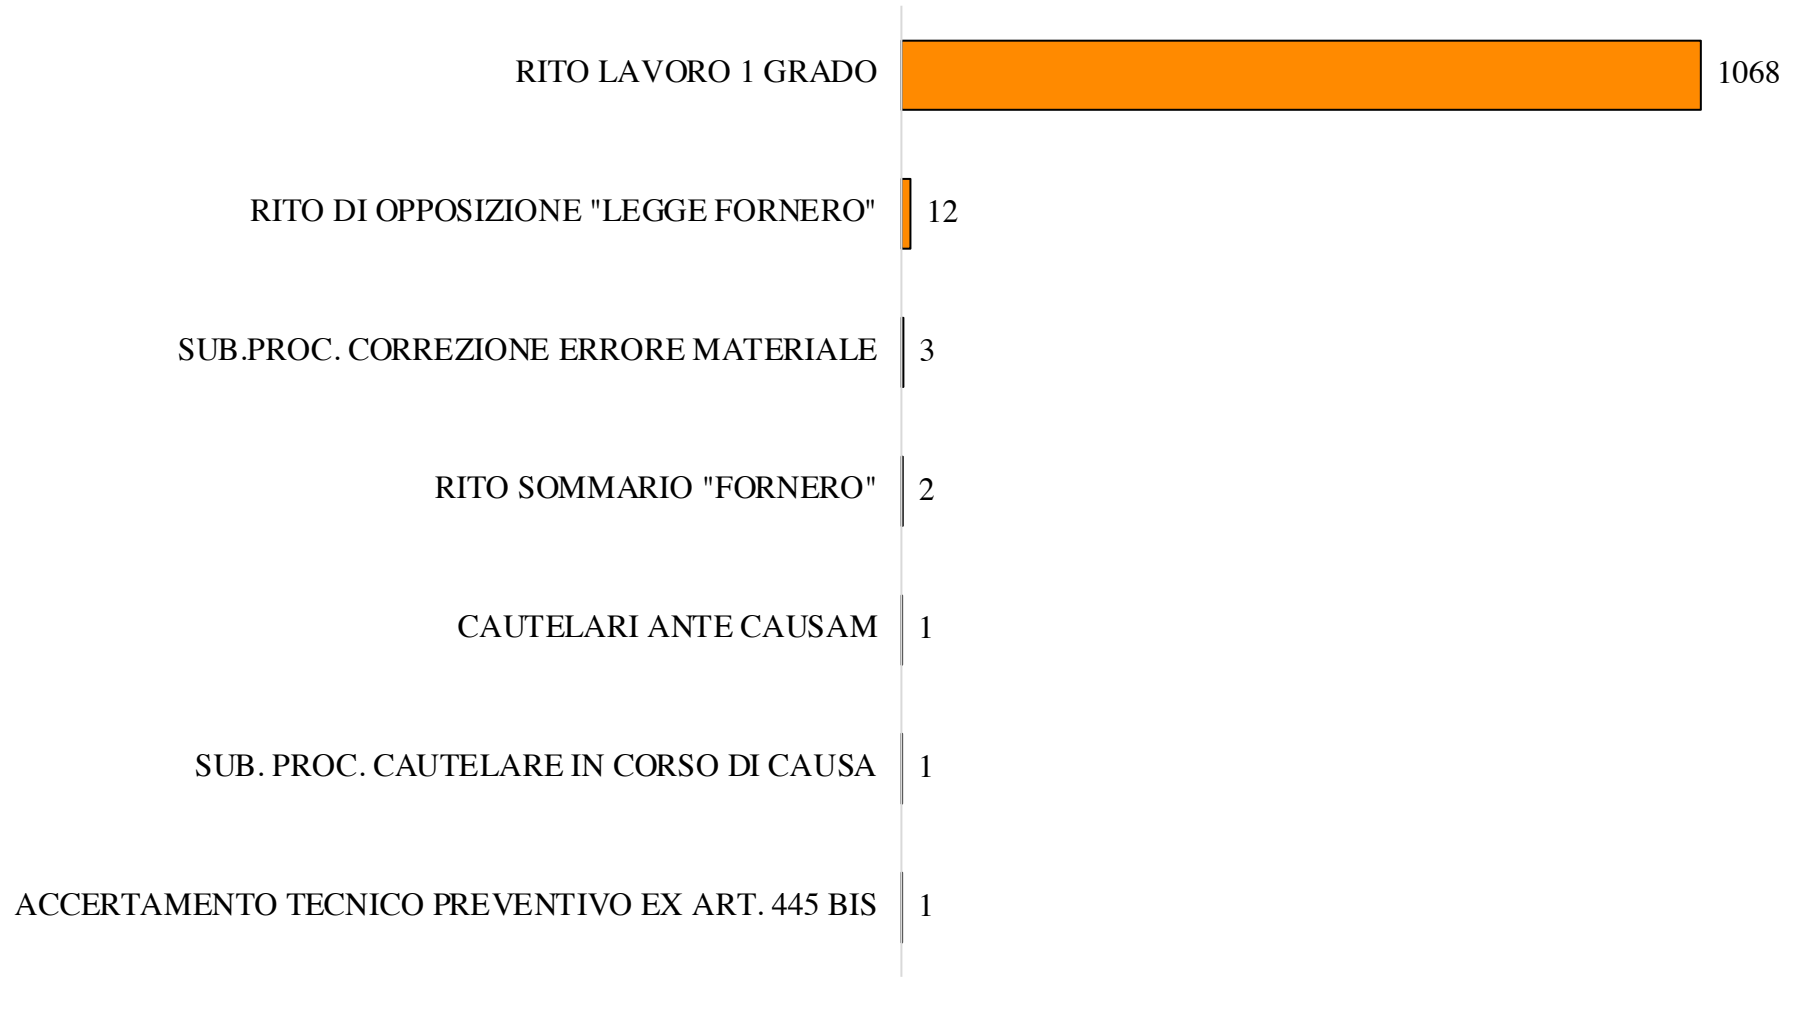 RITO LAVORO 1 GRADO 1068
RITO DI OPPOSIZIONE "LEGGE FORNERO" 12
SUB.PROC. CORREZIONE ERRORE MATERIALE 3
RITO SOMMARIO "FORNERO" 2
CAUTELARI ANTE CAUSAM 1
SUB. PROC. CAUTELARE IN CORSO DI CAUSA 1
ACCERTAMENTO TECNICO PREVENTIVO EX ART. 445 BIS 1